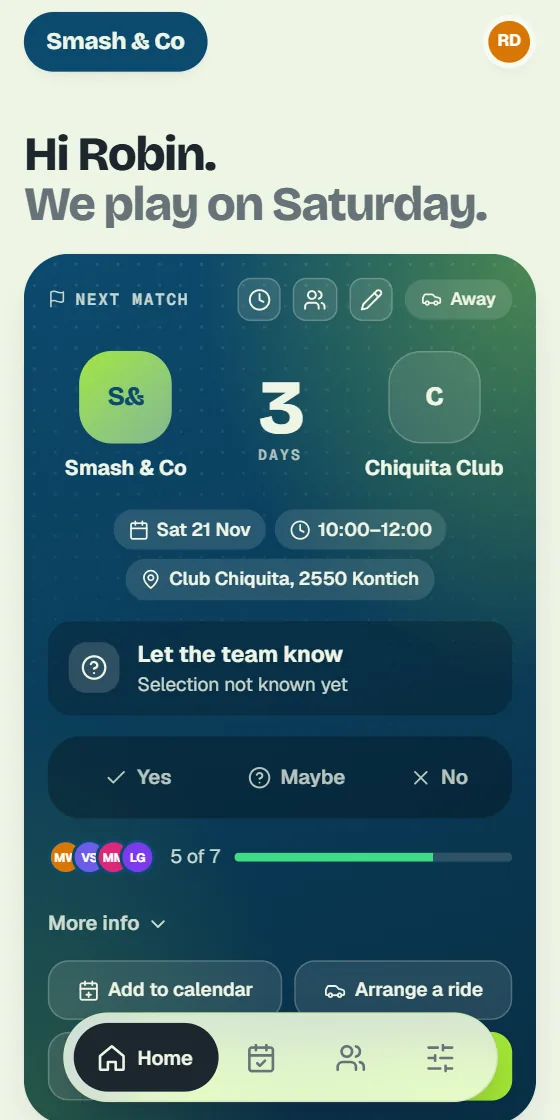 Smash & Co
RD
Hi Robin.
We play on Saturday.
NEXT MATCH
Away
S&
3
DAYS
C
Smash & Co
Chiquita Club
Sat 21 Nov
10:00–12:00
Club Chiquita, 2550 Kontich
Let the team know
Selection not known yet
Yes
Maybe
No
VS
LG
5 of 7
More info
Add to calendar
Arrange a ride
Home